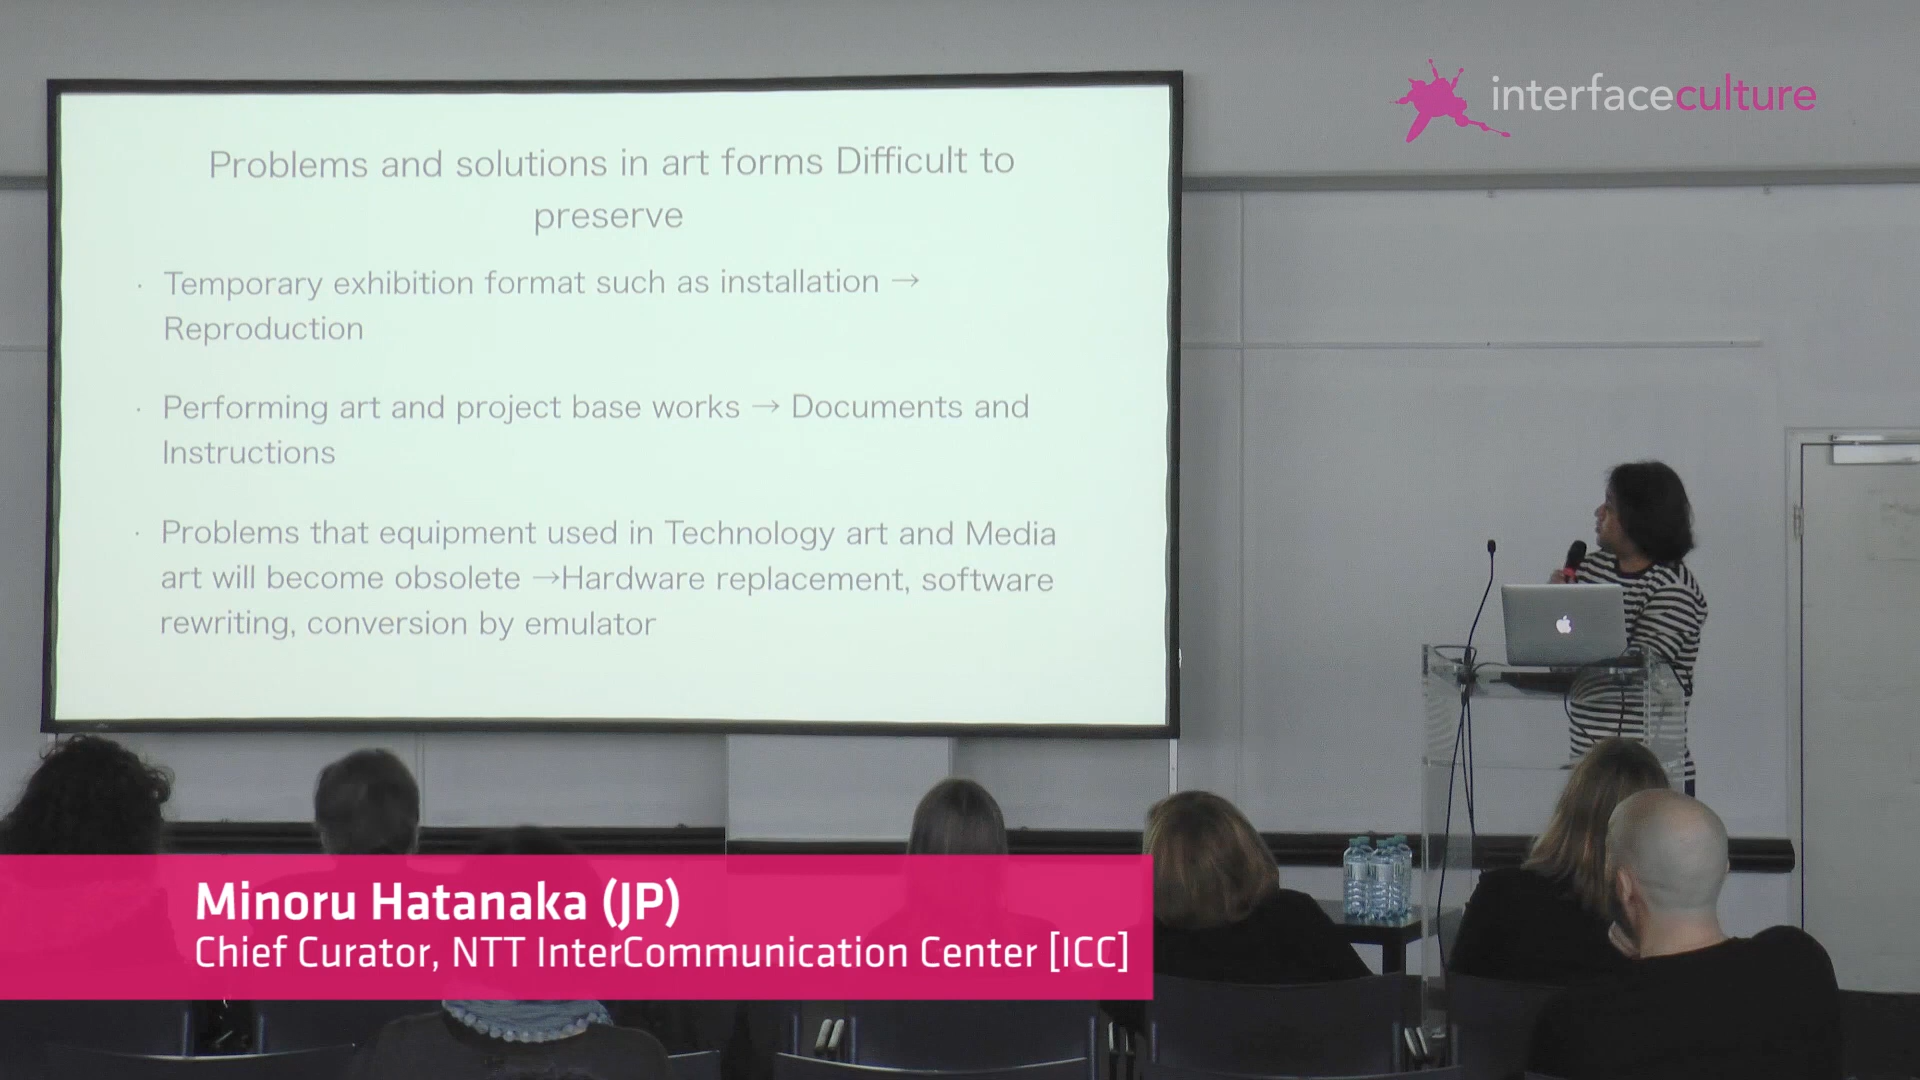 interfaceculture
Problems and solutions in art forms Difficult to
preserve
· Temporary exhibition format such as installation →
Reproduction
· Performing art and project base works → Documents and
Instructions
· Problems that equipment used in Technology art and Media
art will become obsolete →Hardware replacement, software
rewriting, conversion by emulator
Minoru Hatanaka (JP)
Chief Curator, NTT InterCommunication Center [ICC]